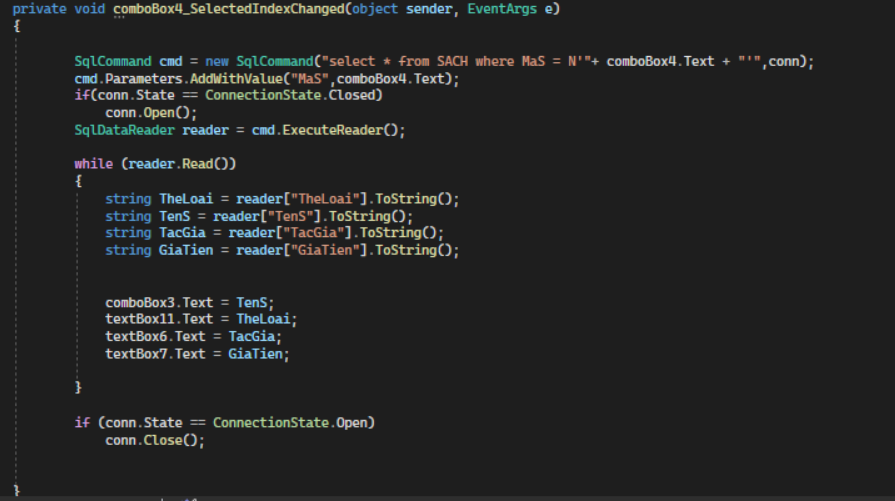 private void comboBox4_SelectedIndexChanged(object sender, EventArgs e)
{
SqlCommand cmd = new SqlCommand("select * from SACH where MaS = N'"+ comboBox4.Text + "'",conn);
cmd.Parameters.AddWithValue("MaS",comboBox4.Text);
if(conn.State == ConnectionState.Closed)
conn.Open();
SqlDataReader reader = cmd.ExecuteReader();
while (reader.Read())
{
string TheLoai = reader["TheLoai"].ToString();
string TenS = reader["TenS"].ToString();
string TacGia = reader["TacGia"].ToString();
string GiaTien = reader["GiaTien"].ToString();
comboBox3.Text = TenS;
textBox11.Text = TheLoai;
textBox6.Text = TacGia;
textBox7.Text = GiaTien;
}
if (conn.State == ConnectionState.Open)
conn.Close();
}